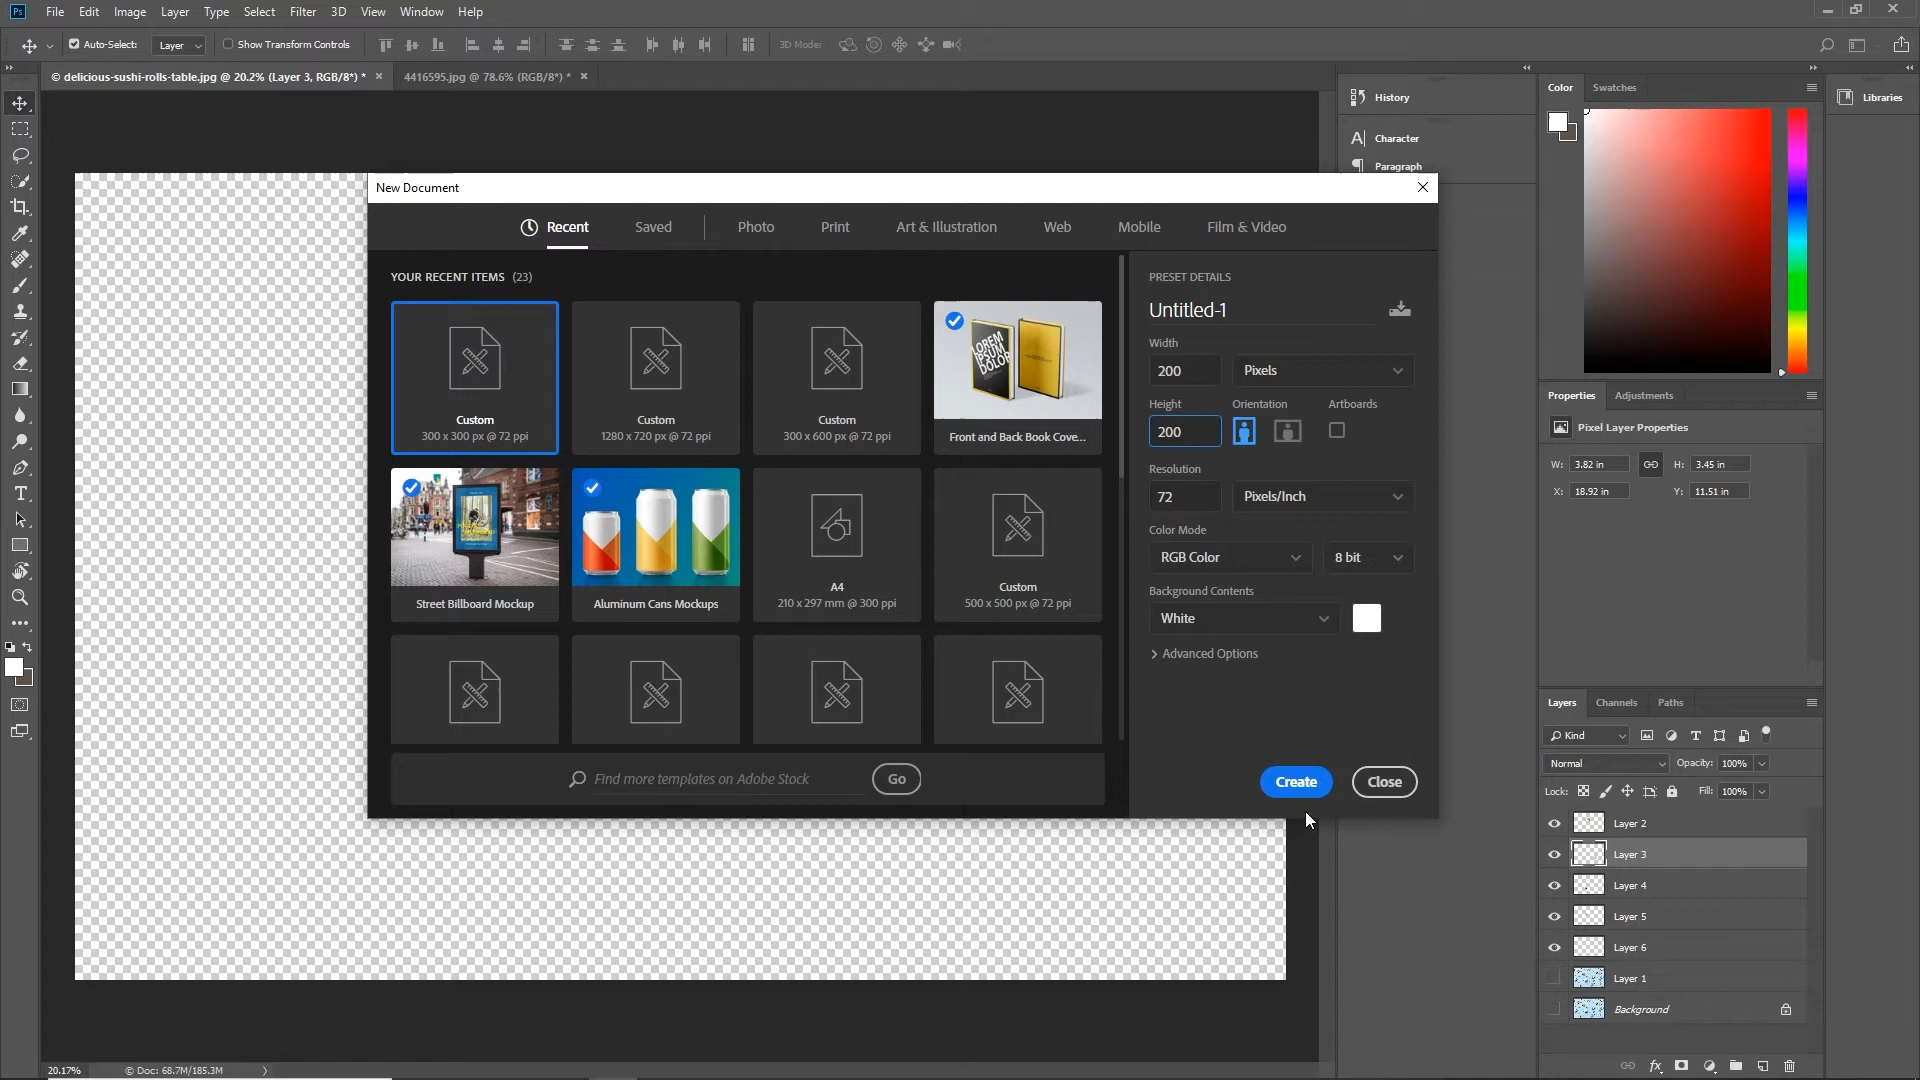 Ps File Edit Image Layer Type Select Filter 3D View Window Help
Auto-Select: Layer Show Transform Controls 3D Mode:
© delicious-sushi-rolls-table.jpg @ 20.2% (Layer 3, RGB/8*) * 4416595.jpg @ 78.6% (RGB/8*) *
History
Character
Paragraph
Color Swatches
Libraries
New Document
Recent Saved Photo Print Art & Illustration Web Mobile Film & Video
YOUR RECENT ITEMS (23)
Custom
300 x 300 px @ 72 ppi
Custom
1280 x 720 px @ 72 ppi
Custom
300 x 600 px @ 72 ppi
LOREM
IPSUM
DOLOR
Front and Back Book Cove...
Street Billboard Mockup
Aluminum Cans Mockups
A4
210 x 297 mm @ 300 ppi
Custom
500 x 500 px @ 72 ppi
Find more templates on Adobe Stock Go
PRESET DETAILS
Untitled-1
Width
200 Pixels
Height Orientation Artboards
200
Resolution
72 Pixels/Inch
Color Mode
RGB Color 8 bit
Background Contents
White
Advanced Options
Create Close
Properties Adjustments
Pixel Layer Properties
W: 3.82 in H: 3.45 in
X: 18.92 in Y: 11.51 in
Layers Channels Paths
Kind
Normal Opacity: 100%
Lock: Fill: 100%
Layer 2
Layer 3
Layer 4
Layer 5
Layer 6
Layer 1
Background
fx
20.17% © Doc: 68.7M/185.3M